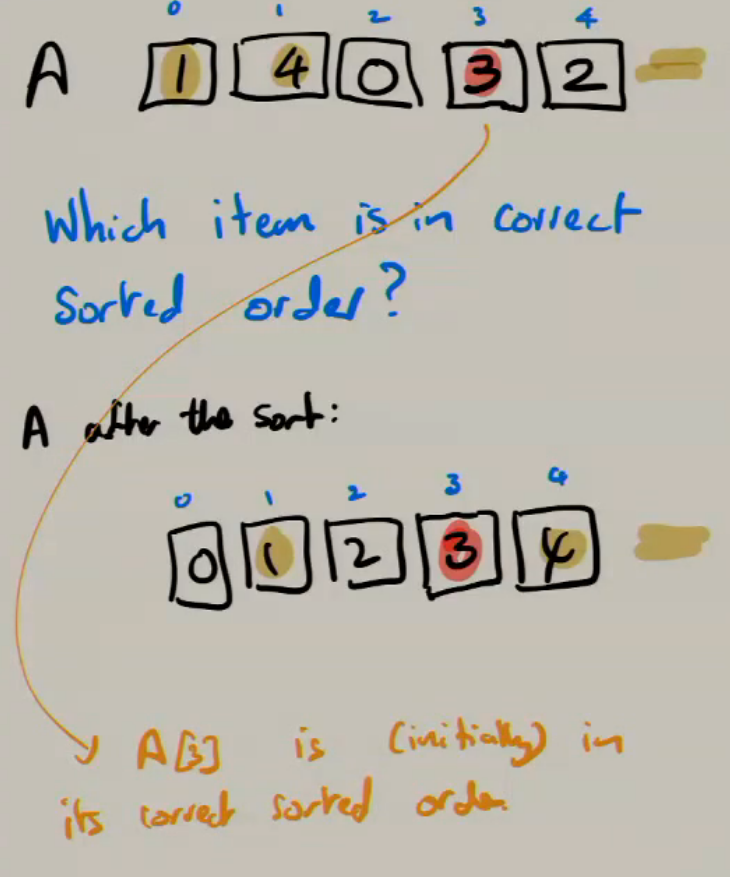 0 1 2 3 4
A 1 4 0 3 2
Which item is in correct
sorted order?
A after the sort:
0 1 2 3 4
0 1 2 3 4
A[3] is (initially) in
its correct sorted order.